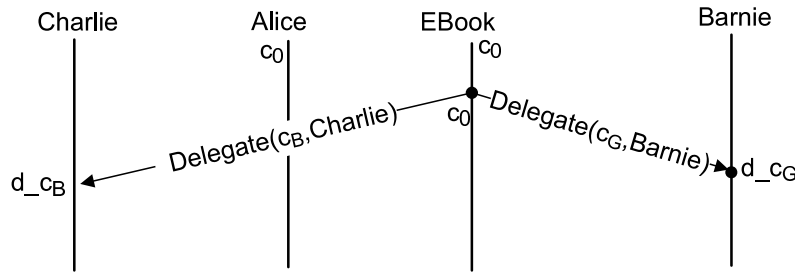 Charlie Alice EBook Barnie
c0 c0
c0
Delegate(cB,Charlie)
Delegate(cG,Barnie)
d_cB
d_cG